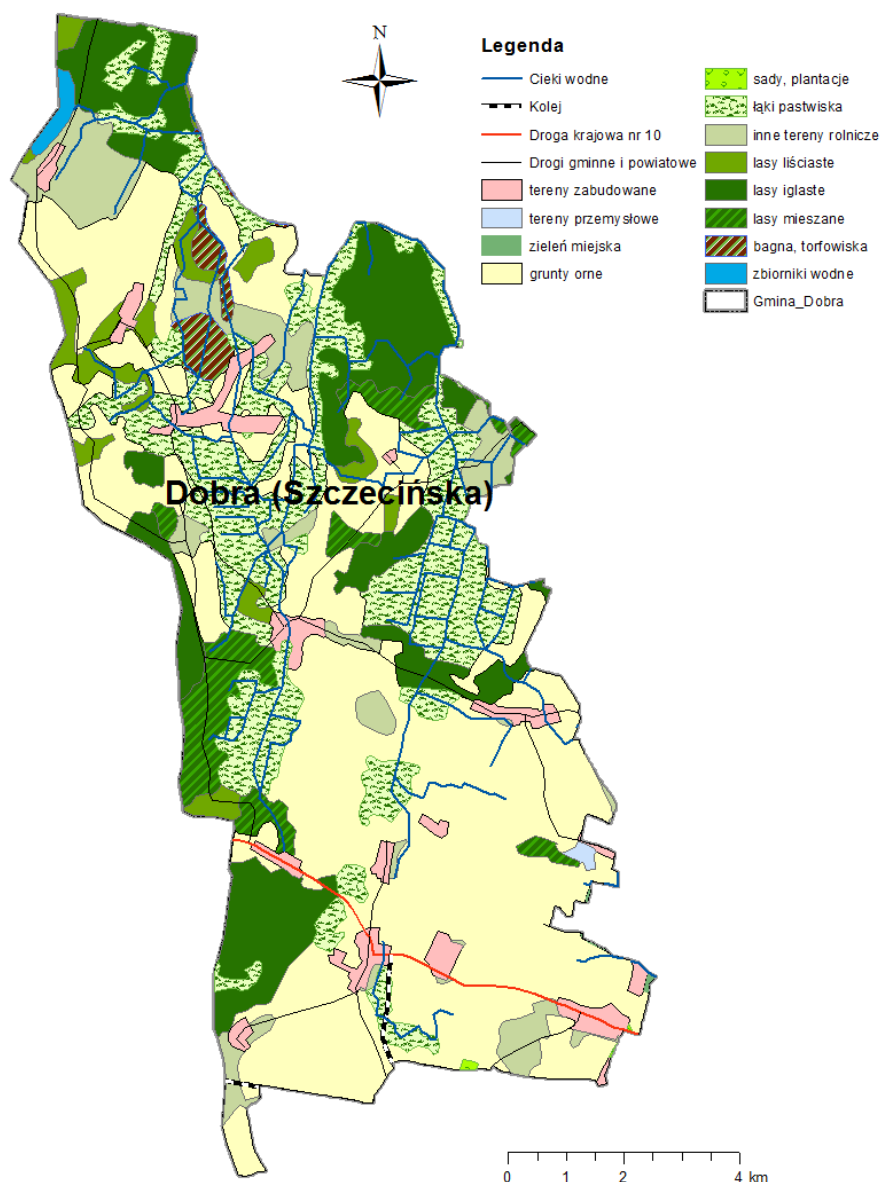 N
Legenda
Cieki wodne
Kolej
Droga krajowa nr 10
Drogi gminne i powiatowe
tereny zabudowane
tereny przemysłowe
zieleń miejska
grunty orne
sady, plantacje
łąki pastwiska
inne tereny rolnicze
lasy liściaste
lasy iglaste
lasy mieszane
bagna, torfowiska
zbiorniki wodne
Gmina_Dobra
Dobra (Szczecińska)
0 1 2 4 km